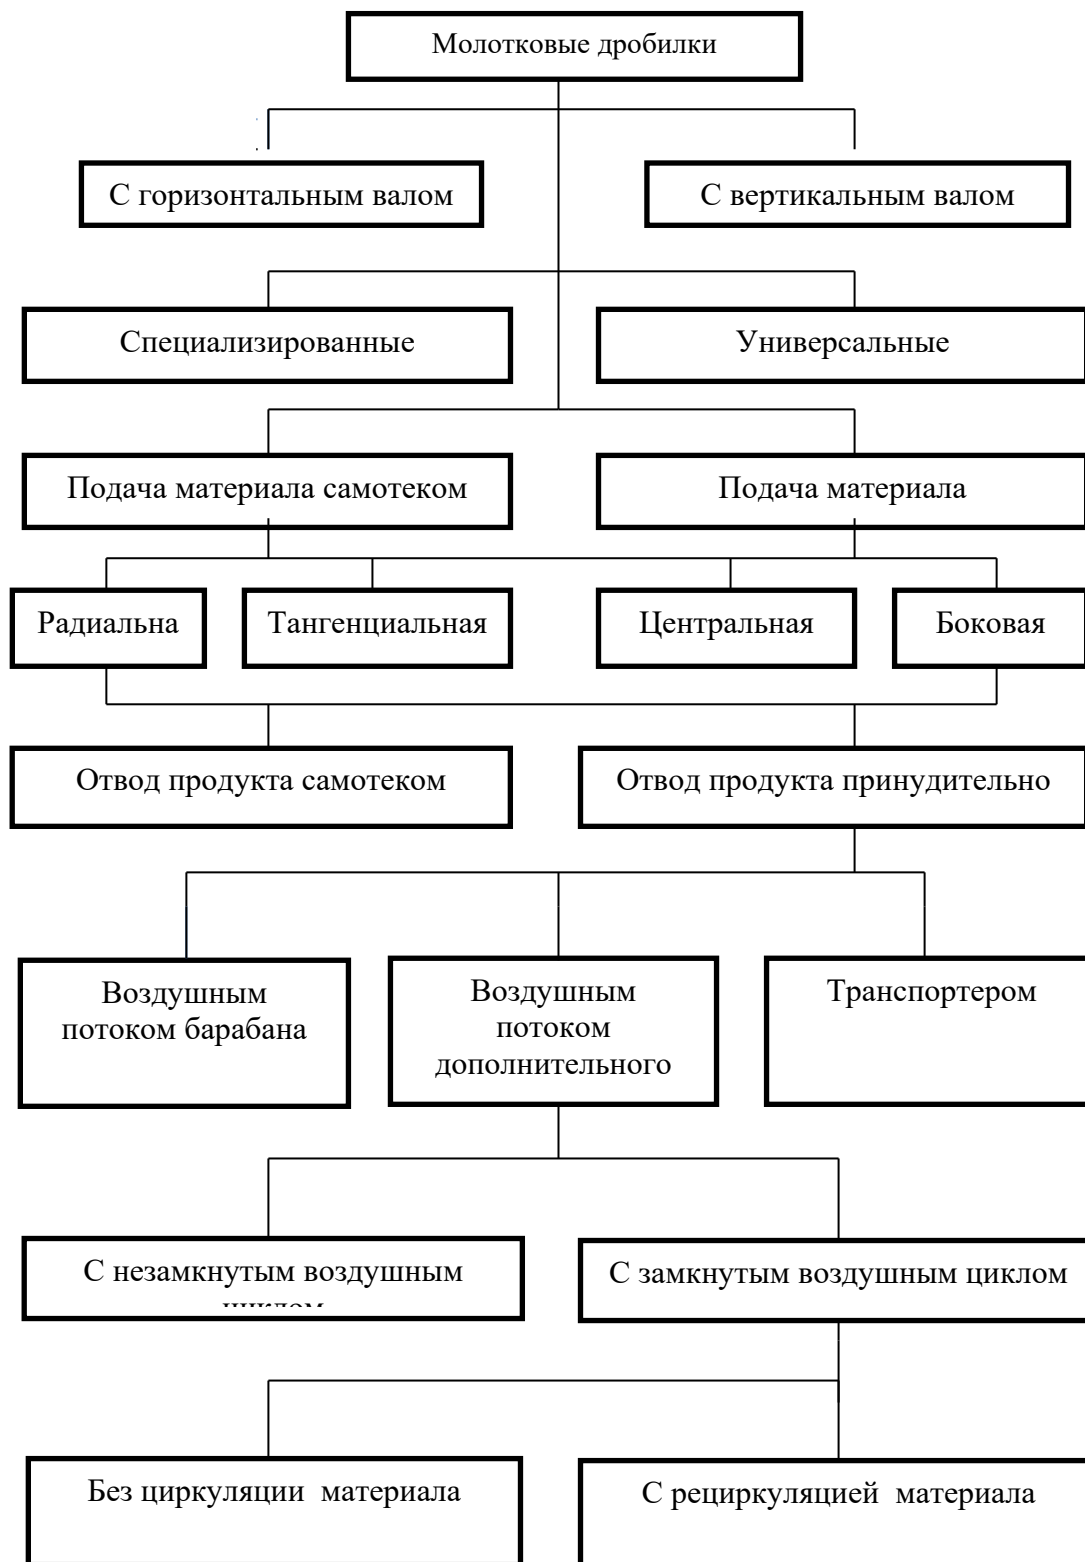 Молотковые дробилки
С горизонтальным валом
С вертикальным валом
Специализированные
Универсальные
Подача материала самотеком
Подача материала
Радиальна
Тангенциальная
Центральная
Боковая
Отвод продукта самотеком
Отвод продукта принудительно
Воздушным
потоком барабана
Воздушным
потоком
дополнительного
Транспортером
С незамкнутым воздушным
циклом
С замкнутым воздушным циклом
Без циркуляции материала
С рециркуляцией материала